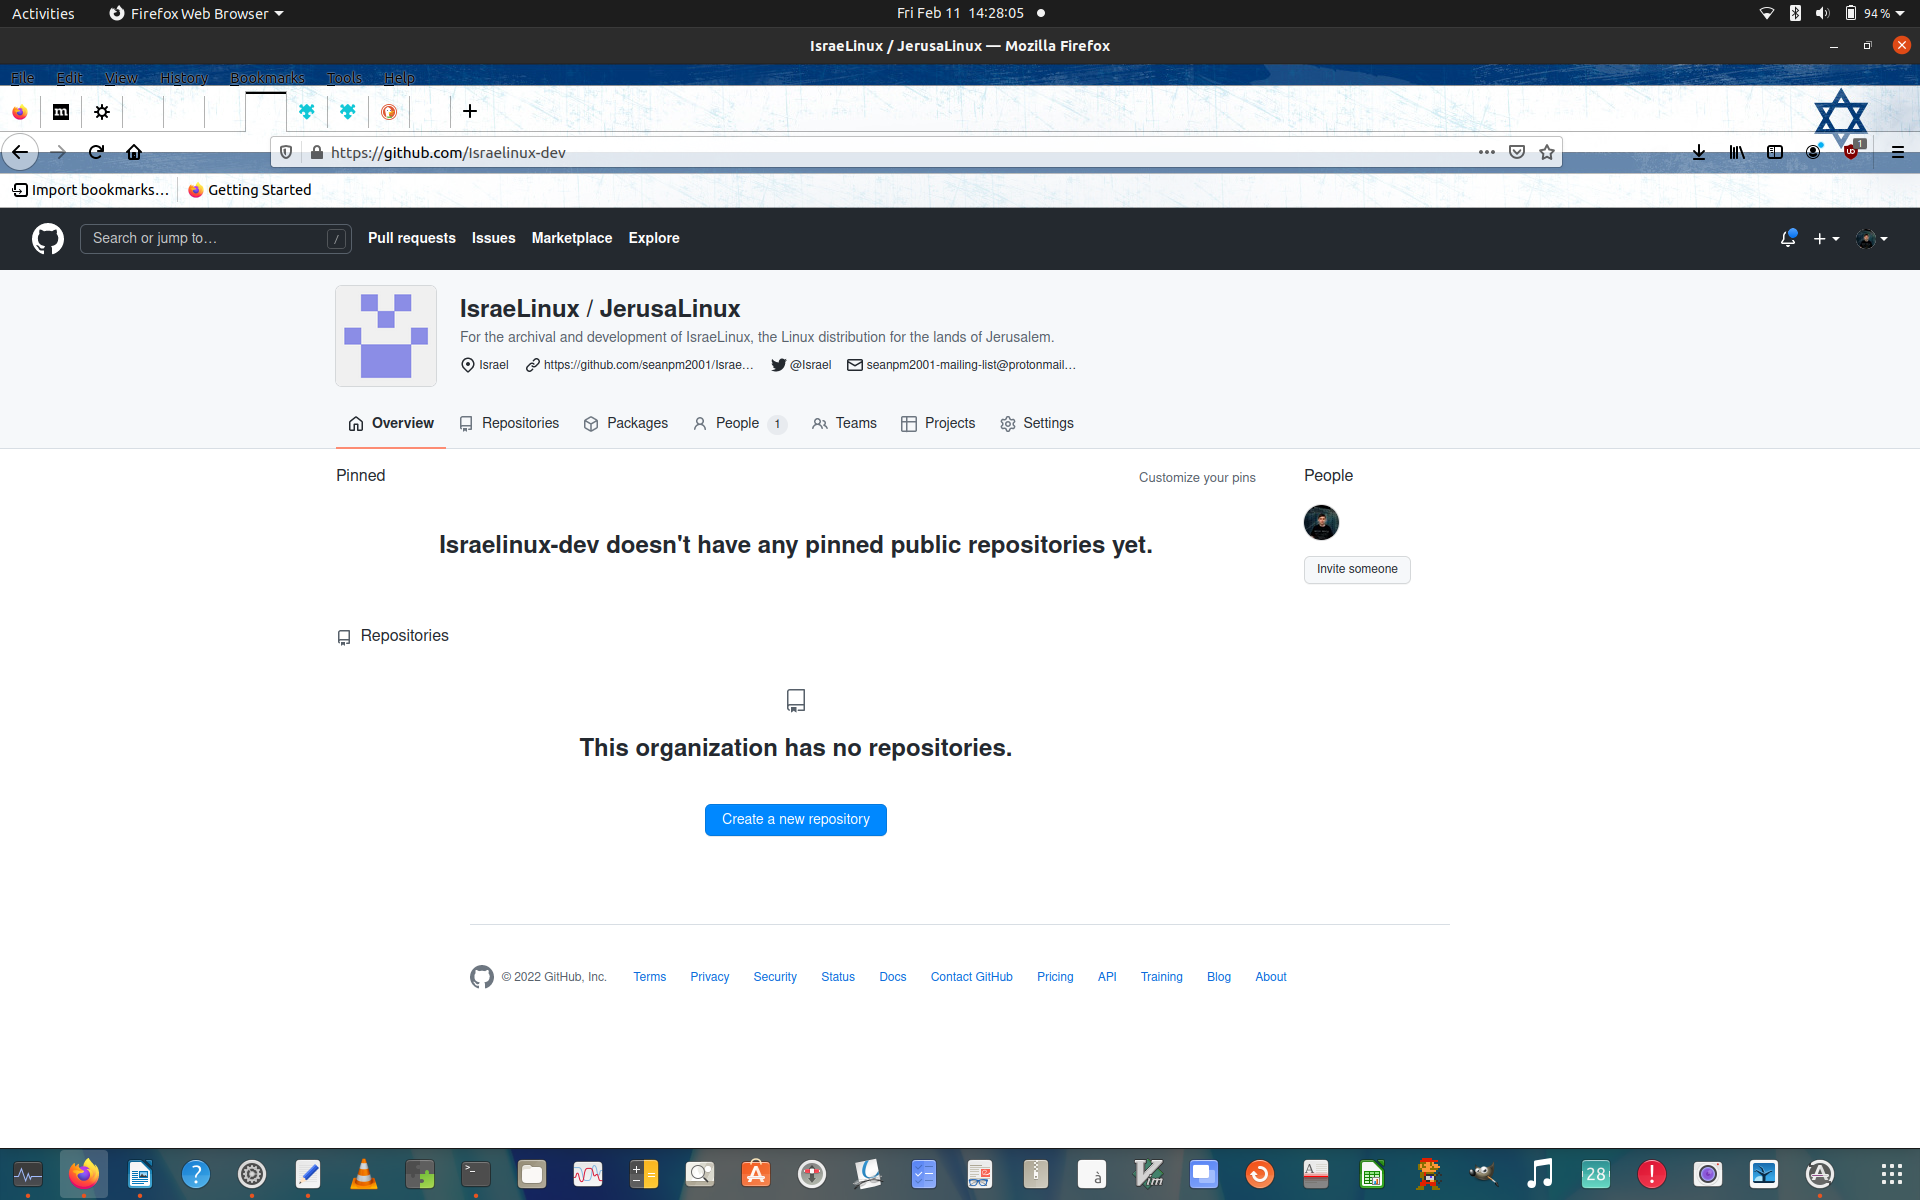 Activities
Firefox Web Browser
Fri Feb 11 14:28:05
94 %
IsraeLinux / JerusaLinux — Mozilla Firefox
File Edit View History Bookmarks Tools Help
m
https://github.com/Israelinux-dev
1
Import bookmarks…
Getting Started
Search or jump to…
/
Pull requests
Issues
Marketplace
Explore
IsraeLinux / JerusaLinux
For the archival and development of IsraeLinux, the Linux distribution for the lands of Jerusalem.
Israel
https://github.com/seanpm2001/Israe…
@Israel
seanpm2001-mailing-list@protonmail…
Overview
Repositories
Packages
People 1
Teams
Projects
Settings
Pinned
Customize your pins
People
Israelinux-dev doesn't have any pinned public repositories yet.
Invite someone
Repositories
This organization has no repositories.
Create a new repository
© 2022 GitHub, Inc.
Terms
Privacy
Security
Status
Docs
Contact GitHub
Pricing
API
Training
Blog
About
?
>_
A
à
Vim
28